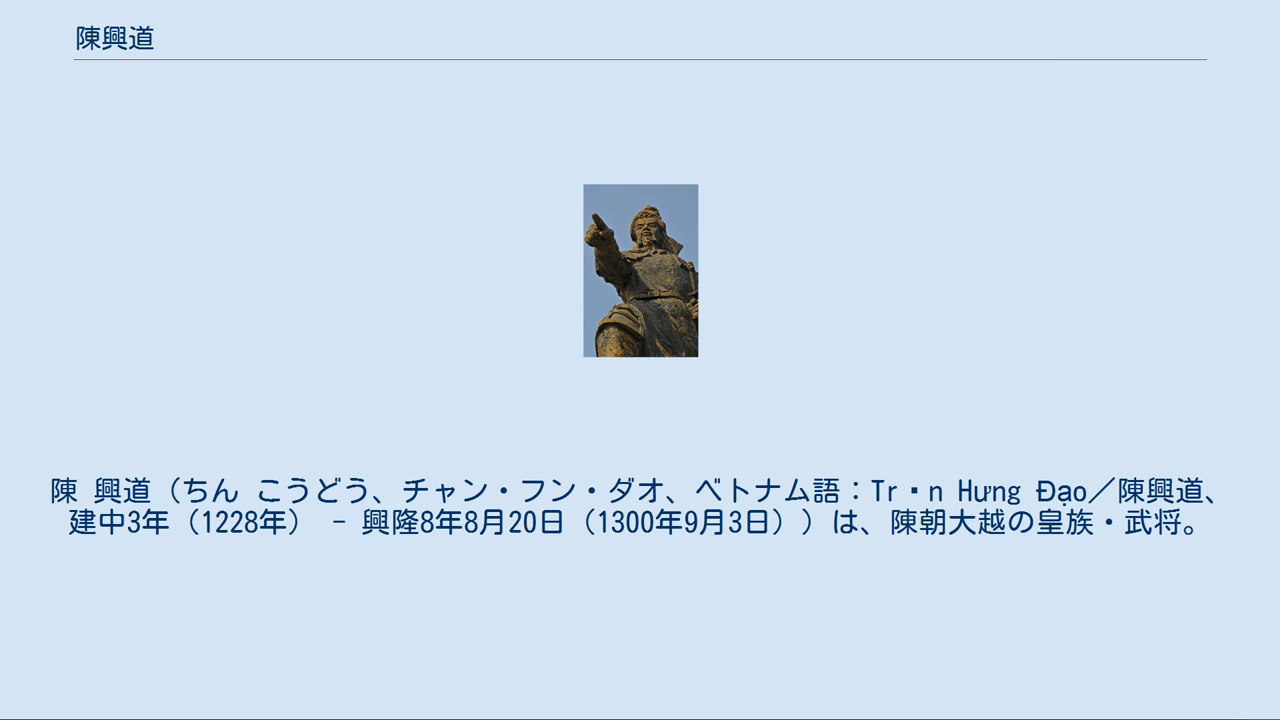 陳興道
陳 興道（ちん こうどう、チャン・フン・ダオ、ベトナム語：Tr▪n Hưng Đạo／陳興道、
建中3年（1228年） - 興隆8年8月20日（1300年9月3日））は、陳朝大越の皇族・武将。